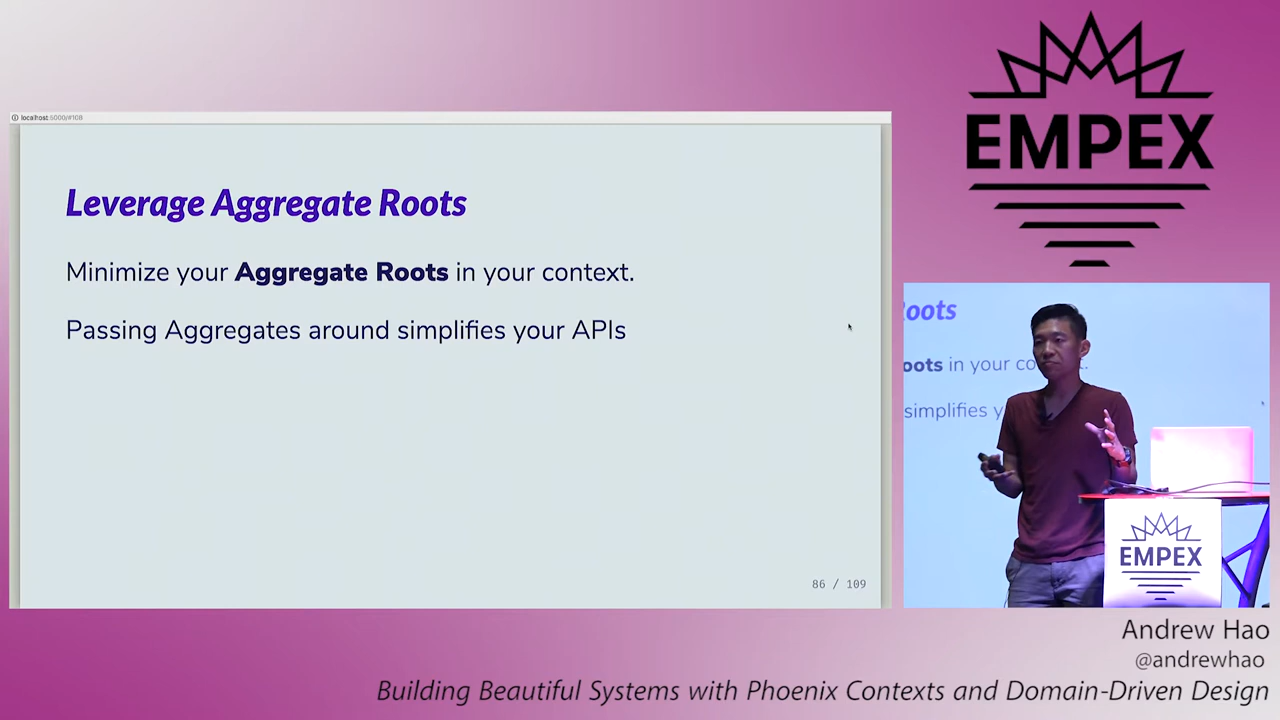 localhost:5000/#108
Leverage Aggregate Roots
Minimize your Aggregate Roots in your context.
Passing Aggregates around simplifies your APIs
86 / 109
EMPEX
Roots
oots in your co t.
simplifies y
EMPEX
Andrew Hao
@andrewhao
Building Beautiful Systems with Phoenix Contexts and Domain-Driven Design